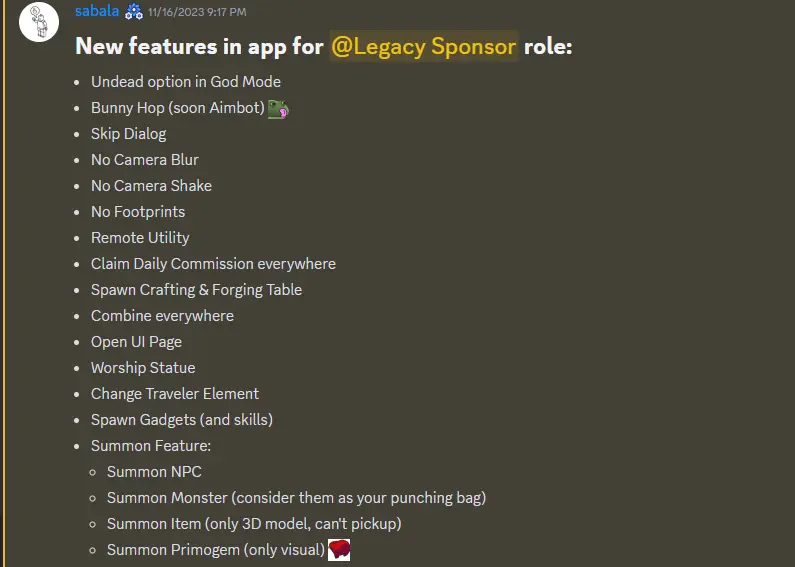 sabala 11/16/2023 9:17 PM
New features in app for @Legacy Sponsor role:
• Undead option in God Mode
• Bunny Hop (soon Aimbot)
• Skip Dialog
• No Camera Blur
• No Camera Shake
• No Footprints
• Remote Utility
• Claim Daily Commission everywhere
• Spawn Crafting & Forging Table
• Combine everywhere
• Open UI Page
• Worship Statue
• Change Traveler Element
• Spawn Gadgets (and skills)
• Summon Feature:
◦ Summon NPC
◦ Summon Monster (consider them as your punching bag)
◦ Summon Item (only 3D model, can't pickup)
◦ Summon Primogem (only visual)